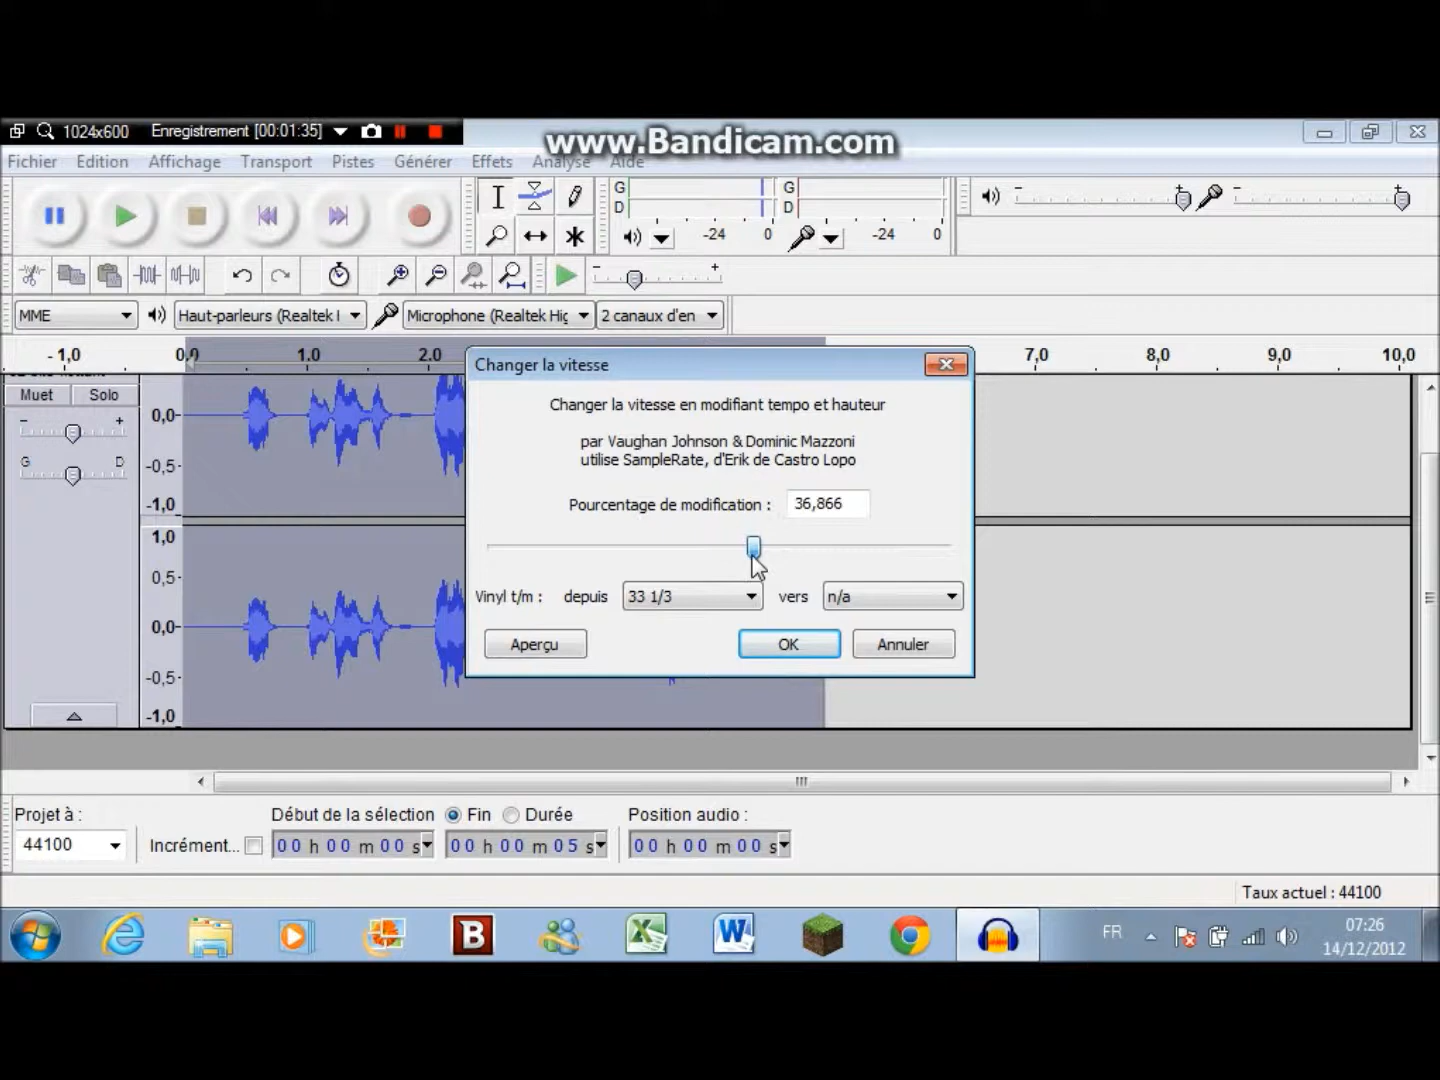 1024x600 Enregistrement [00:01:35]
www.Bandicam.com
Fichier Edition Affichage Transport Pistes Générer Effets Analyse Aide
G
D
-24 0
G
D
-24 0
MME Haut-parleurs (Realtek I Microphone (Realtek Hig 2 canaux d'en
- 1,0 0,0 1,0 2,0 7,0 8,0 9,0 10,0
Muet Solo
- +
G D
0,0
-0,5
-1,0
1,0
0,5
0,0
-0,5
-1,0
Changer la vitesse
Changer la vitesse en modifiant tempo et hauteur
par Vaughan Johnson & Dominic Mazzoni
utilise SampleRate, d'Erik de Castro Lopo
Pourcentage de modification : 36,866
Vinyl t/m : depuis 33 1/3 vers n/a
Aperçu OK Annuler
Projet à :
44100
Incrément...
Début de la sélection Fin Durée
00 h 00 m 00 s 00 h 00 m 05 s
Position audio :
00 h 00 m 00 s
Taux actuel : 44100
B
FR
07:26
14/12/2012